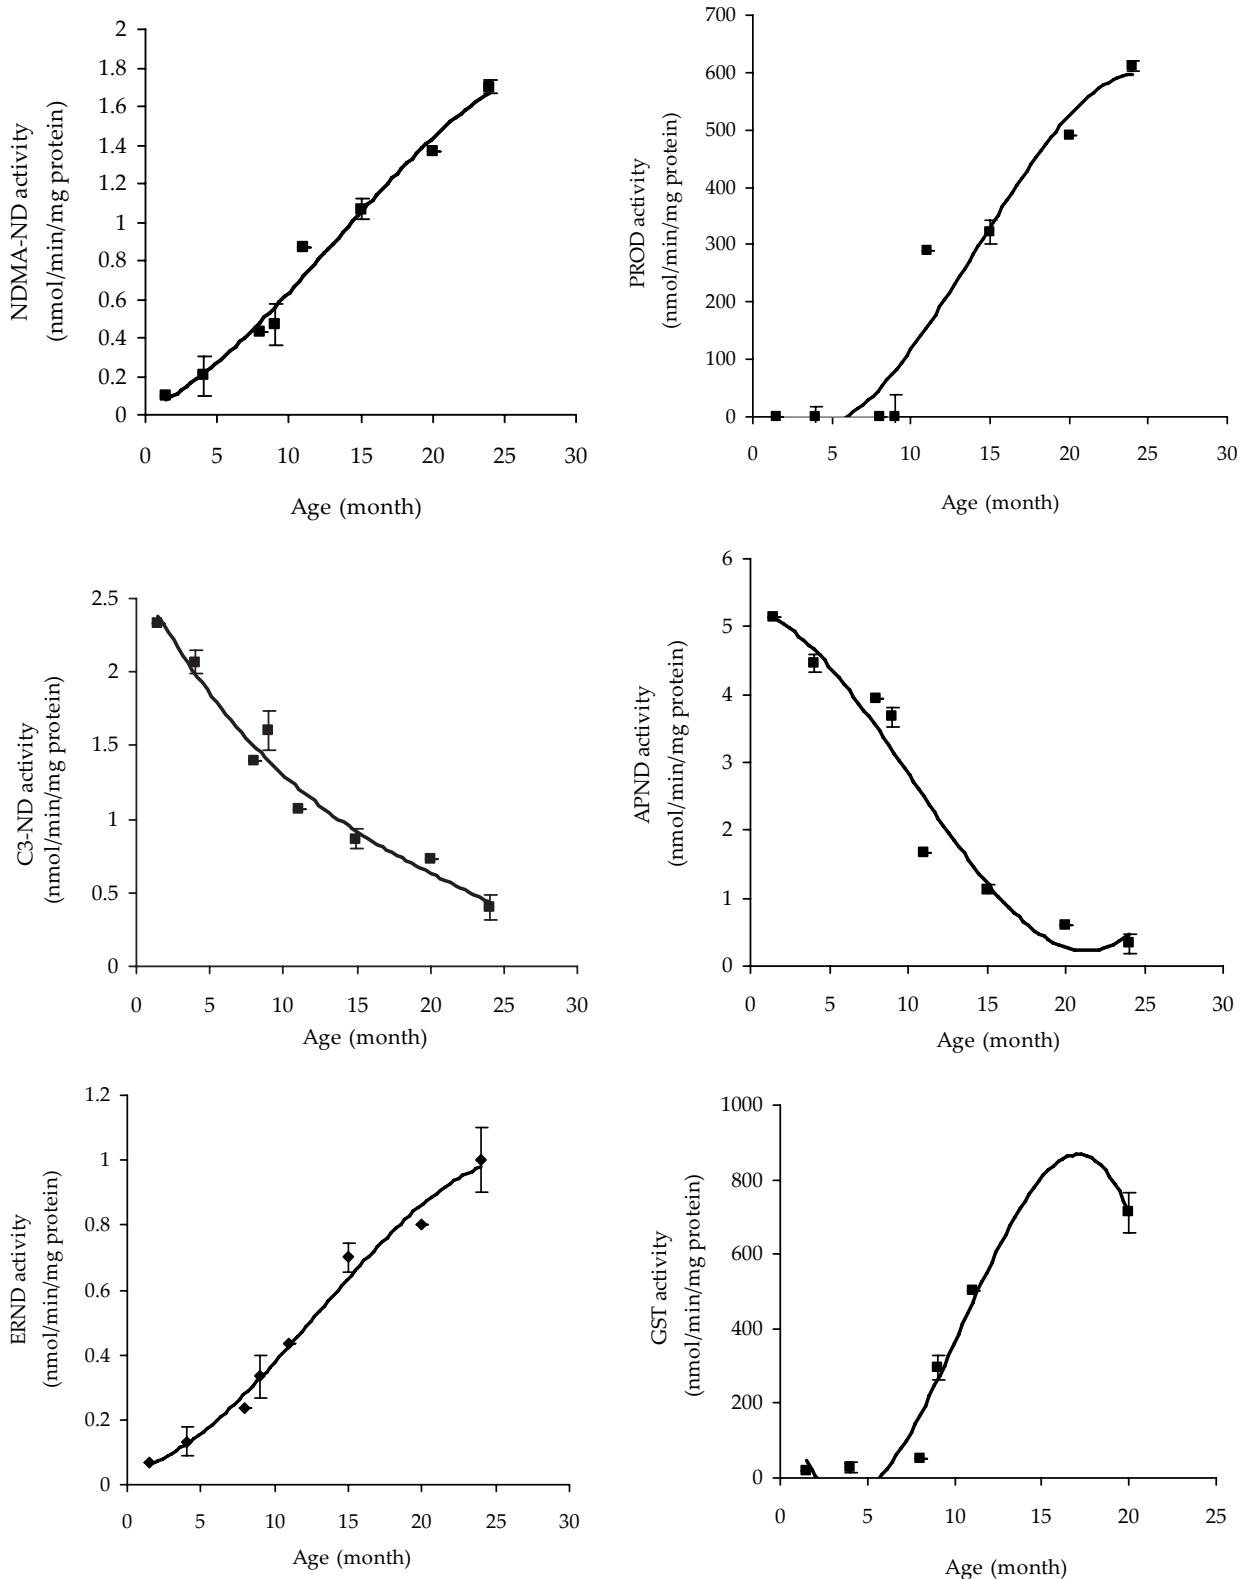 2
1.8
1.6
1.4
1.2
1
0.8
0.6
0.4
0.2
0
NDMA-ND activity
(nmol/min/mg protein)
0 5 10 15 20 25 30
Age (month)
700
600
500
400
300
200
100
0
PROD activity
(nmol/min/mg protein)
0 5 10 15 20 25 30
Age (month)
2.5
2
1.5
1
0.5
0
C3-ND activity
(nmol/min/mg protein)
0 5 10 15 20 25 30
Age (month)
6
5
4
3
2
1
0
APND activity
(nmol/min/mg protein)
0 5 10 15 20 25 30
Age (month)
1.2
1
0.8
0.6
0.4
0.2
0
ERND activity
(nmol/min/mg protein)
0 5 10 15 20 25 30
Age (month)
1000
800
600
400
200
0
GST activity
(nmol/min/mg protein)
0 5 10 15 20 25
Age (month)